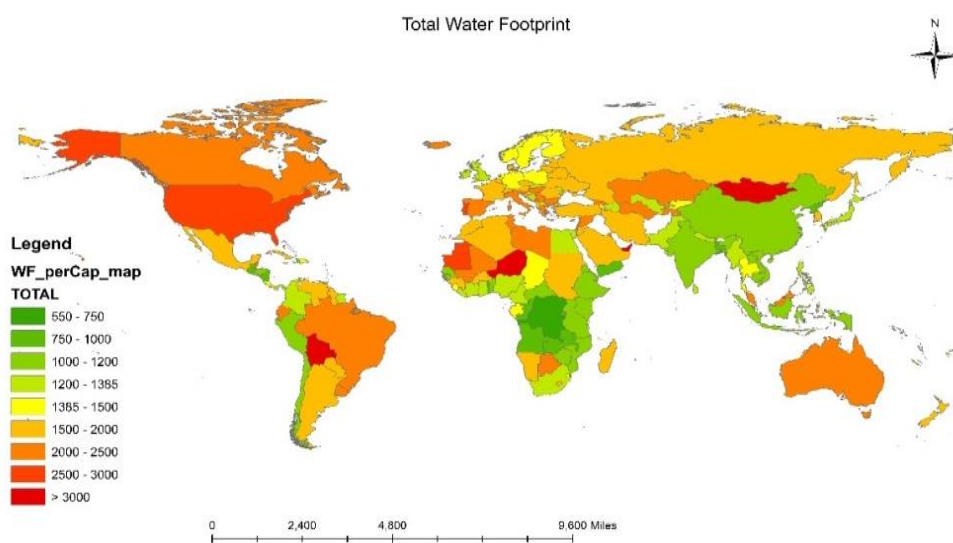 Total Water Footprint
N
Legend
WF_perCap_map
TOTAL
550 - 750
750 - 1000
1000 - 1200
1200 - 1385
1385 - 1500
1500 - 2000
2000 - 2500
2500 - 3000
> 3000
0 2,400 4,800 9,600 Miles